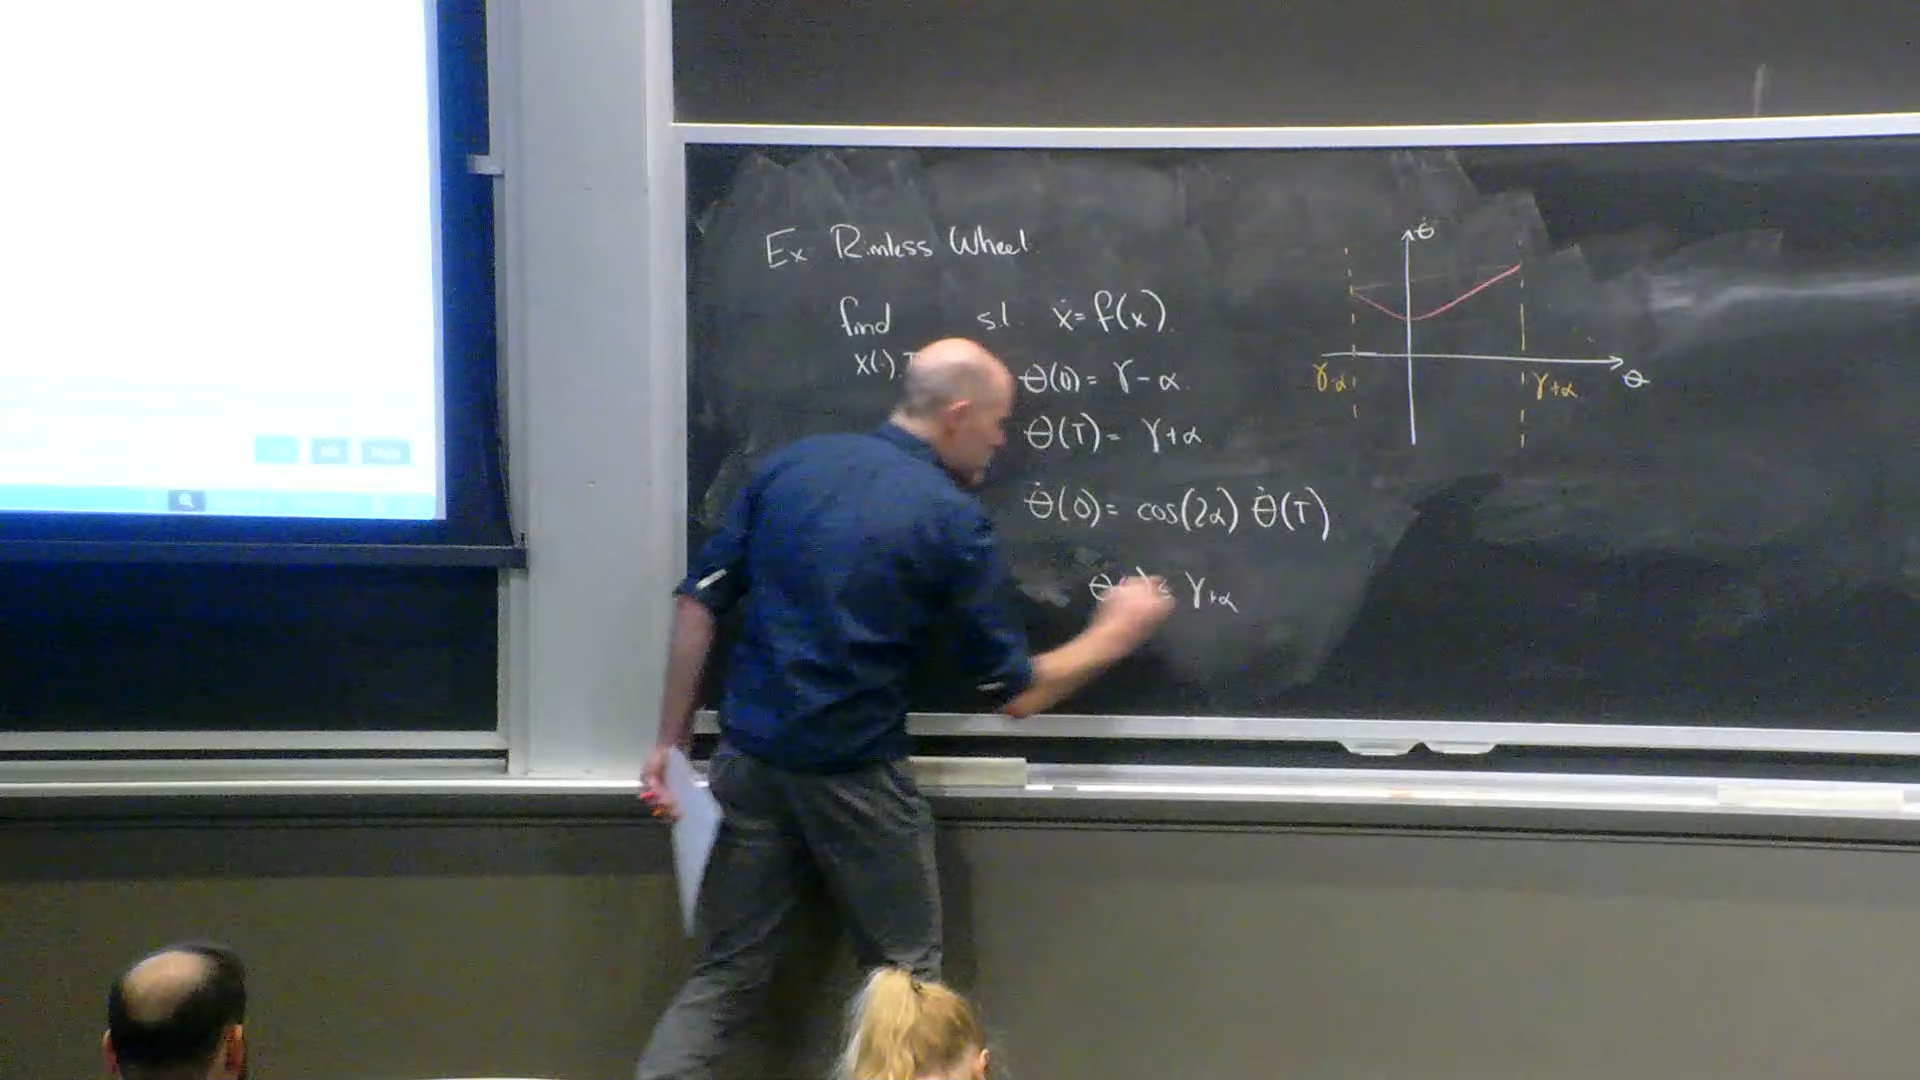 Ex Rimless Wheel
find s.t. ẋ = f(x)
x(·),
θ(0) = γ - α
θ(T) = γ + α
θ̇(0) = cos(2α) θ̇(T)
γ+α
θ̇
γ-α
γ+α
θ